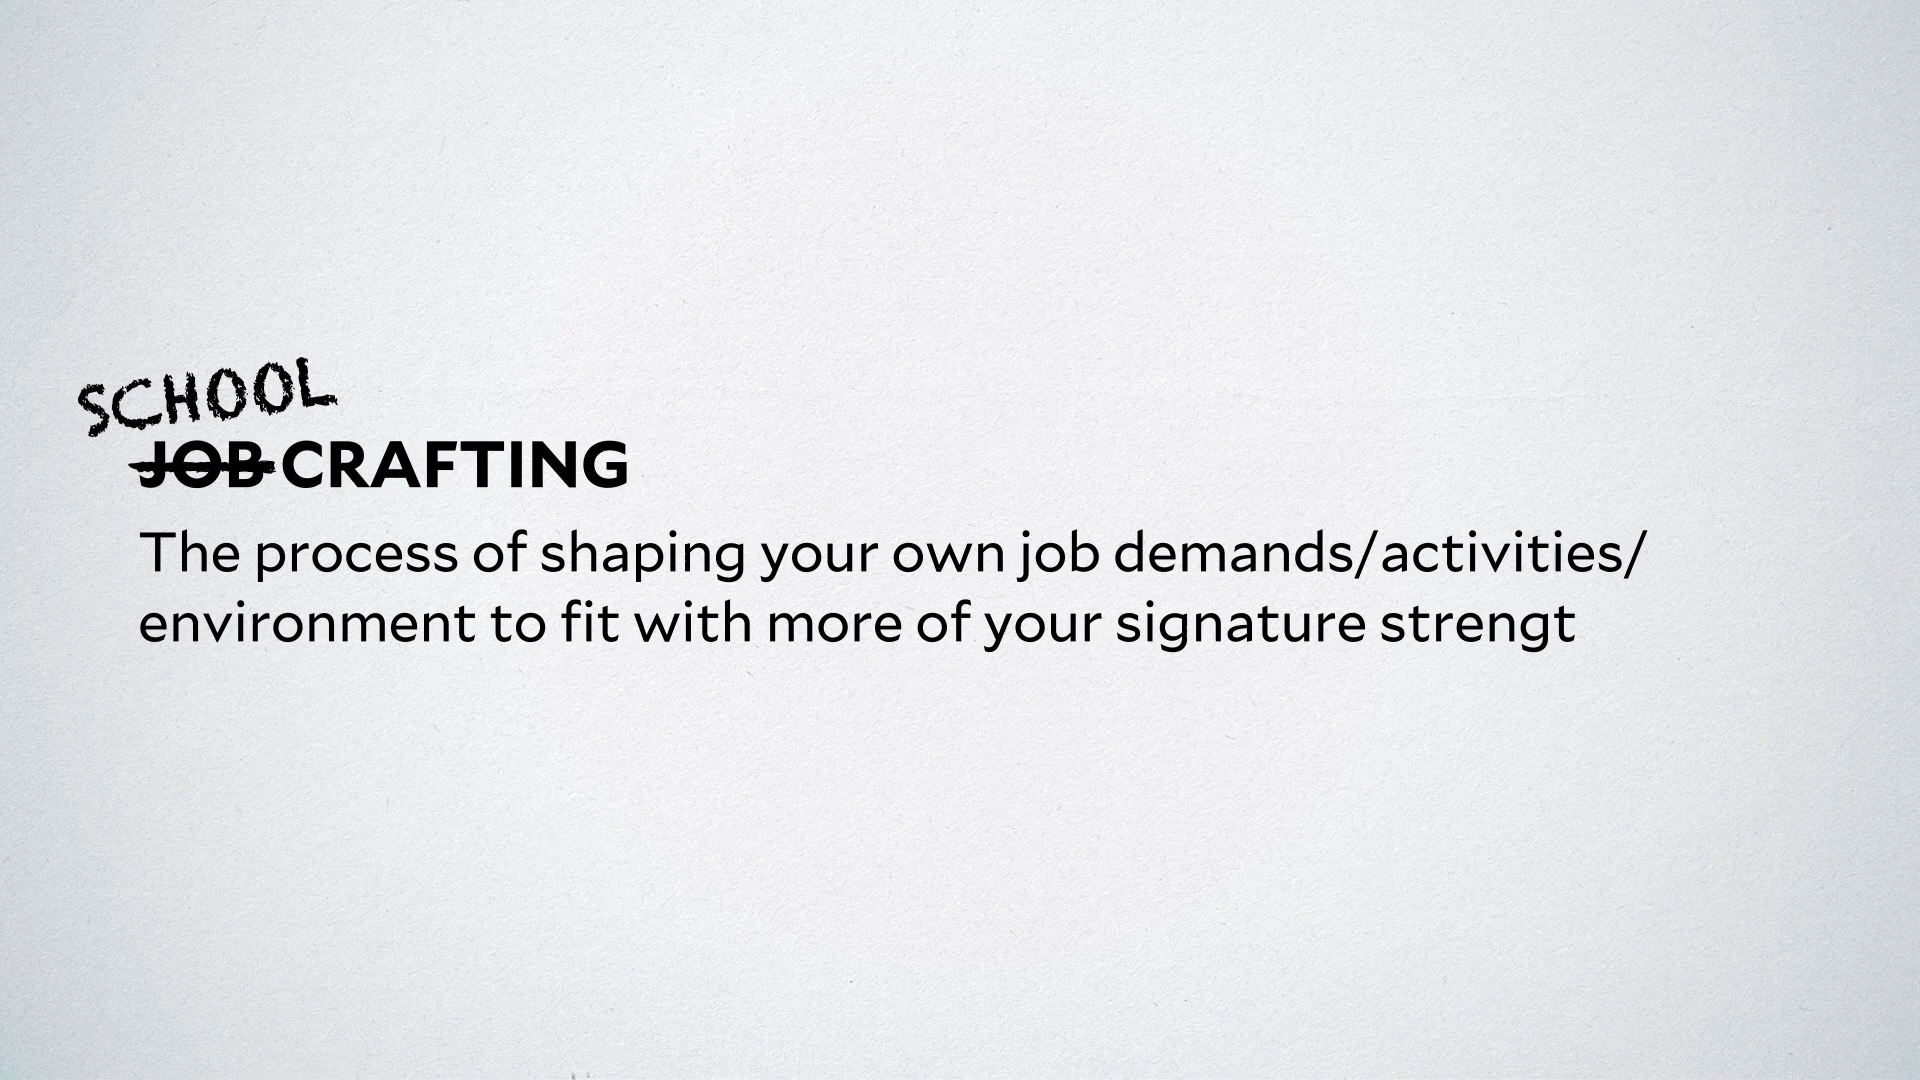 SCHOOL
JOB CRAFTING
The process of shaping your own job demands/activities/
environment to fit with more of your signature strengt